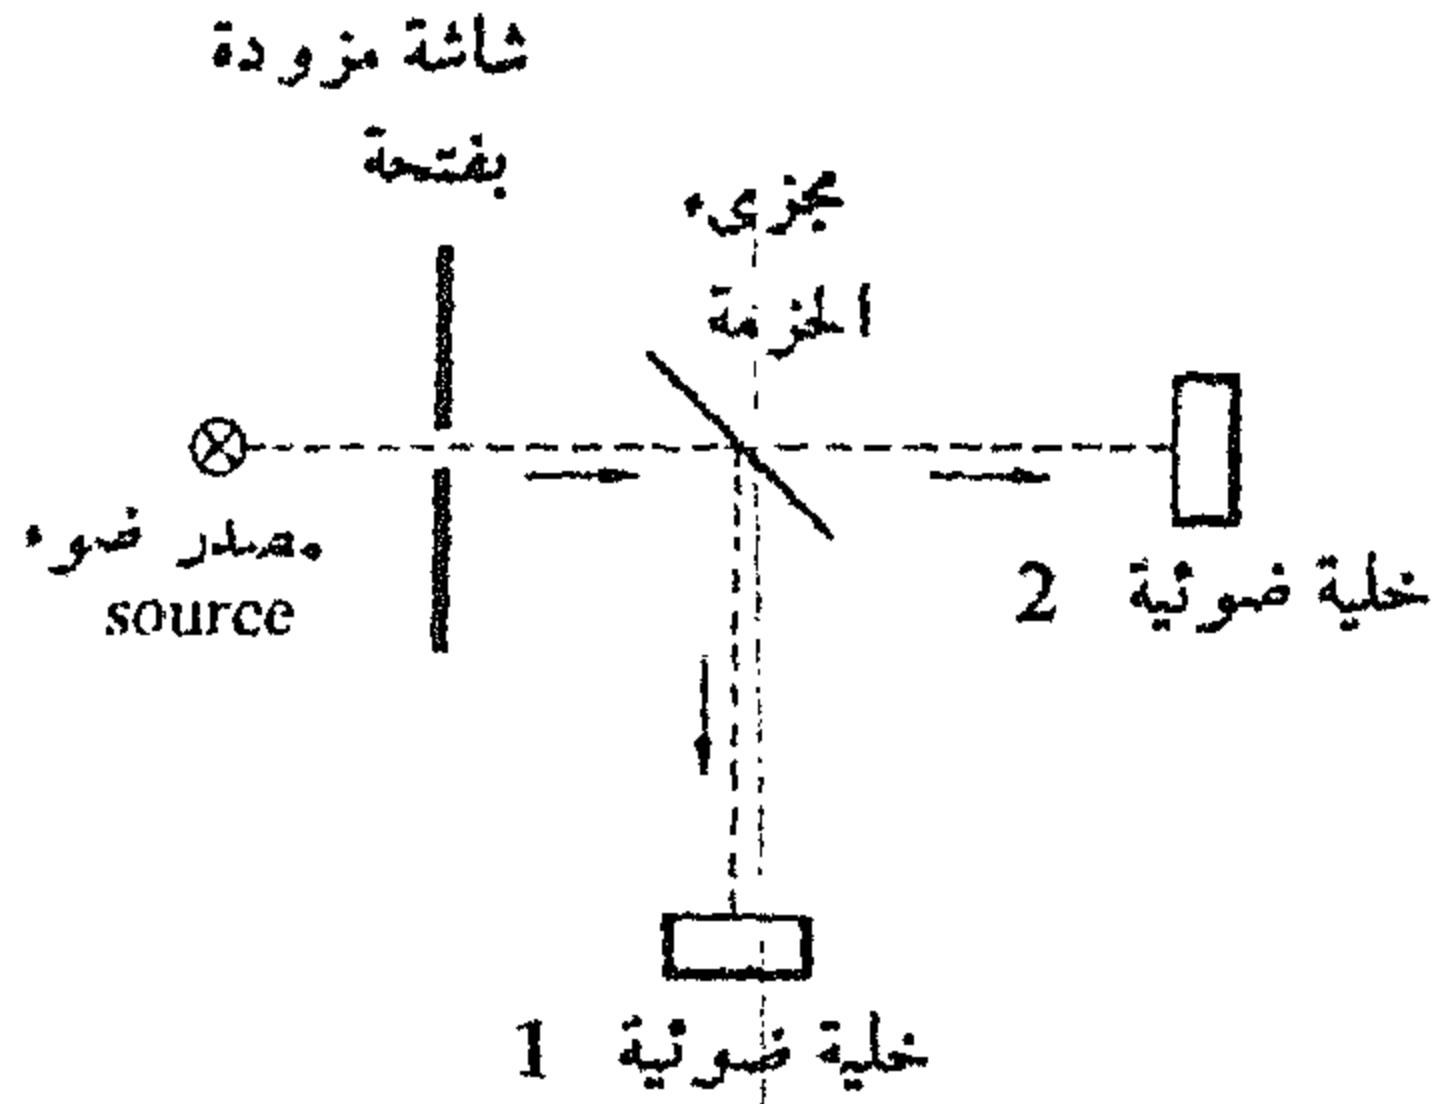 شاشة مزودة
بفتحة
مجزىء
الحزمة
مصدر ضوء
source
خلية ضوئية 2
خلية ضوئية 1